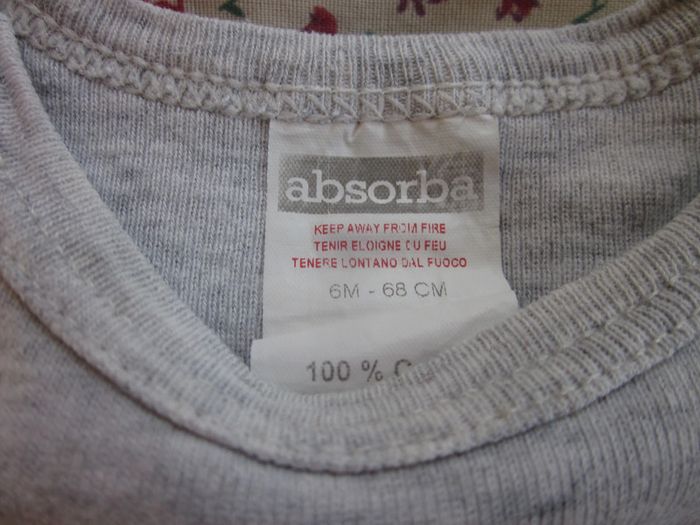 absorba
KEEP AWAY FROM FIRE
TENIR ELOIGNE DU FEU
TENERE LONTANO DAL FUOCO
6M - 68 CM
100 %